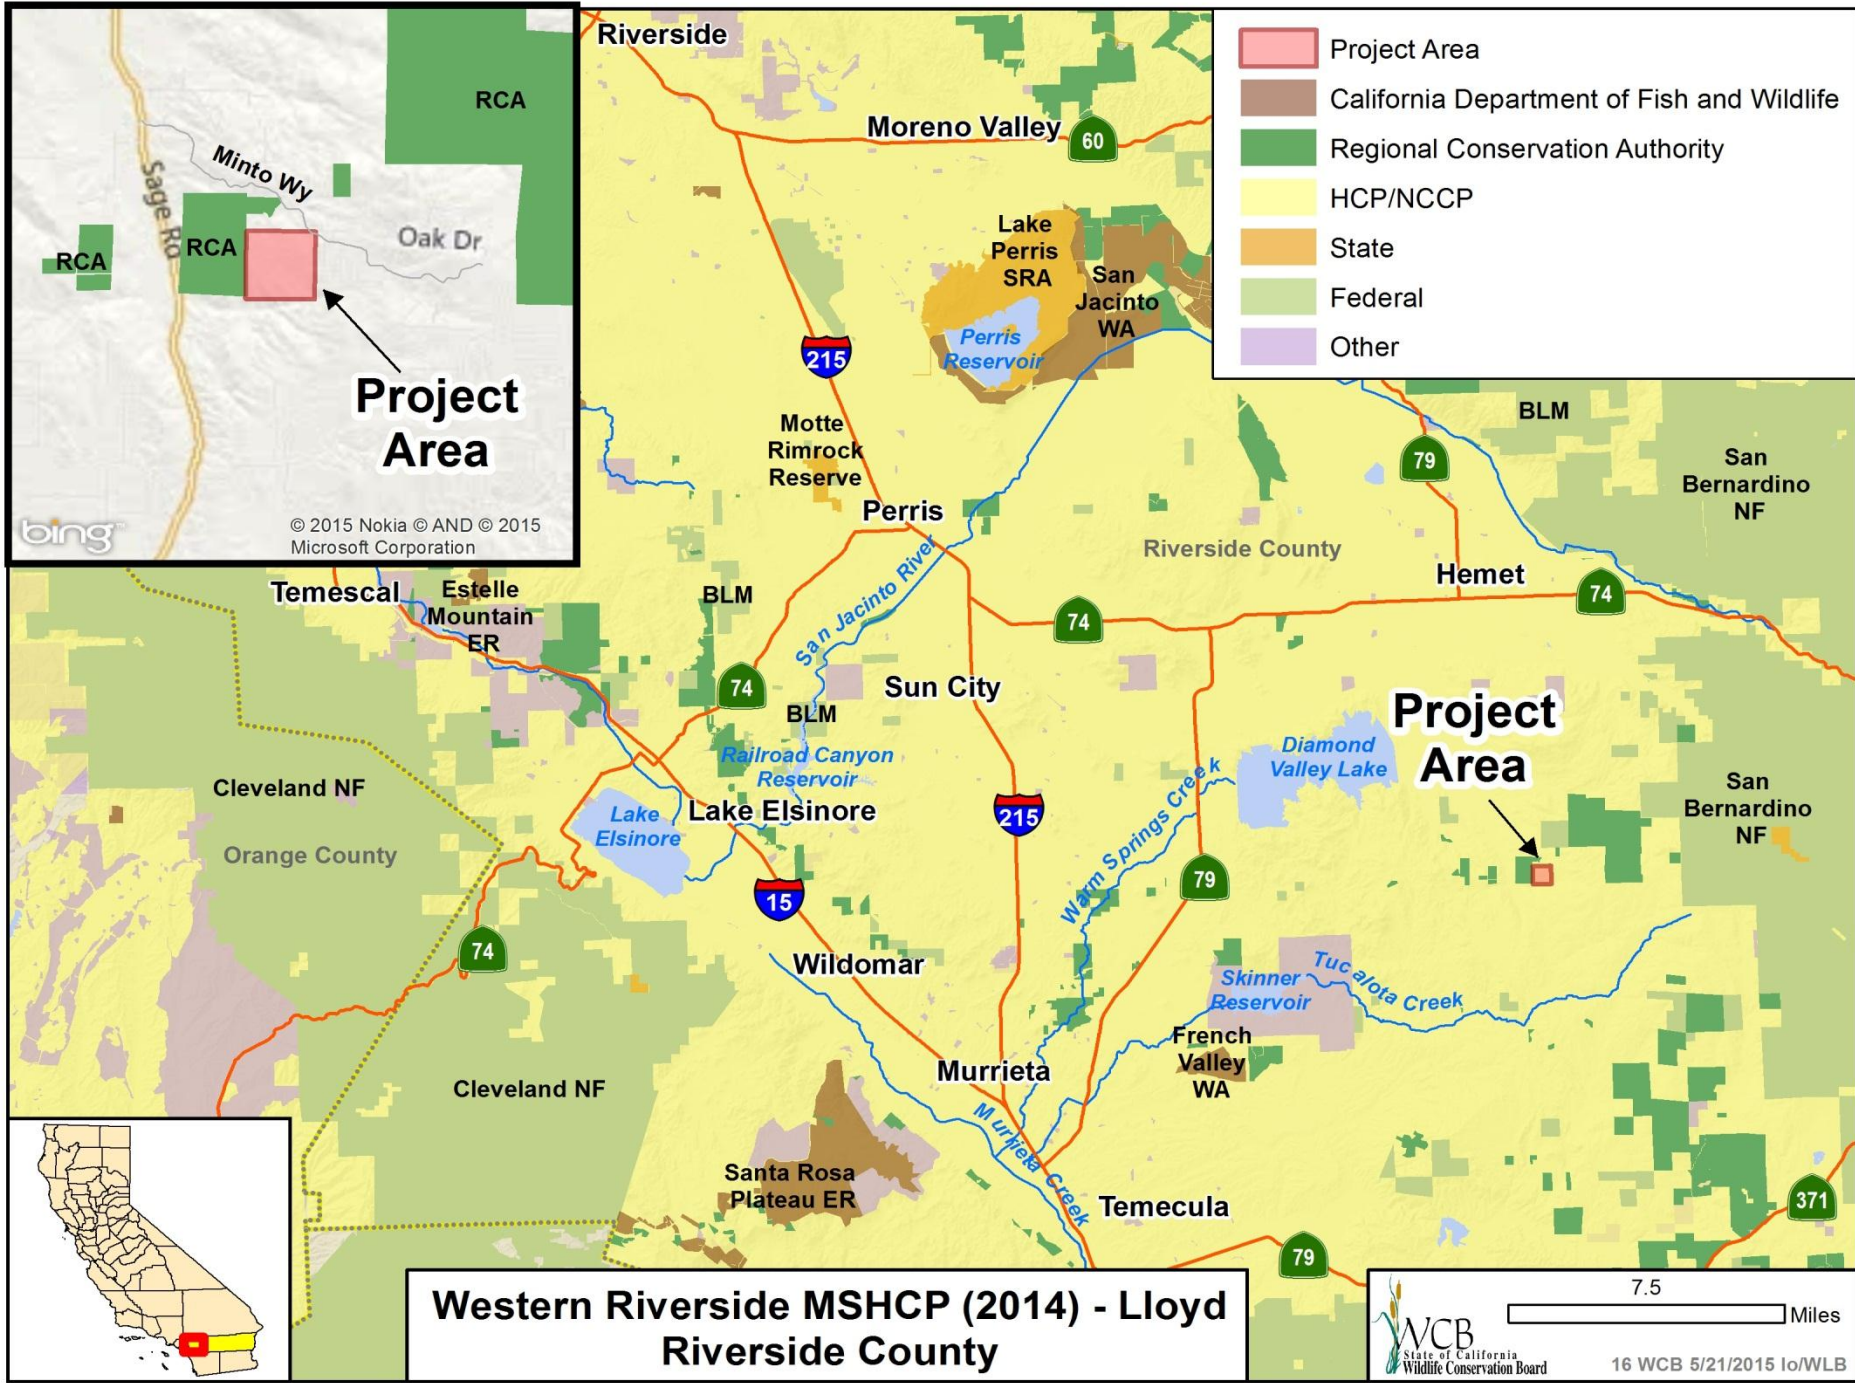 RCA
Minto Wy
Sage Rd
RCA
RCA
Oak Dr
Project
Area
bing
© 2015 Nokia © AND © 2015
Microsoft Corporation
Project Area
California Department of Fish and Wildlife
Regional Conservation Authority
HCP/NCCP
State
Federal
Other
Riverside
Moreno Valley
60
Lake
Perris
SRA
San
Jacinto
WA
Perris
Reservoir
215
Motte
Rimrock
Reserve
BLM
79
San
Bernardino
NF
Perris
Riverside County
San Jacinto River
Hemet
74
Temescal
Estelle
Mountain
ER
BLM
74
74
Sun City
BLM
Railroad Canyon
Reservoir
Project
Area
Diamond
Valley Lake
Warm Springs Creek
San
Bernardino
NF
Cleveland NF
Orange County
Lake
Elsinore
Lake Elsinore
215
79
15
74
Wildomar
Skinner
Reservoir
Tucalota Creek
French
Valley
WA
Murrieta
Cleveland NF
Murrieta Creek
Santa Rosa
Plateau ER
Temecula
371
79
Western Riverside MSHCP (2014) - Lloyd
Riverside County
7.5
Miles
WCB
State of California
Wildlife Conservation Board
16 WCB 5/21/2015 lo/WLB